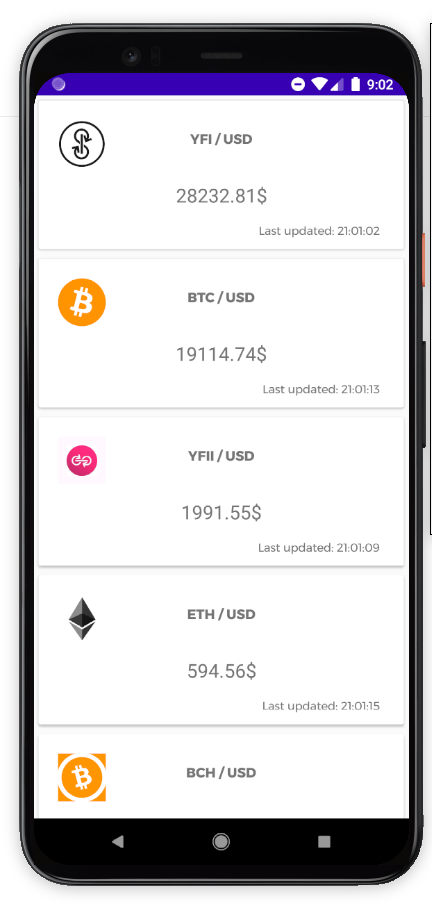 9:02
YFI / USD
28232.81$
Last updated: 21:01:02
BTC / USD
19114.74$
Last updated: 21:01:13
YFII / USD
1991.55$
Last updated: 21:01:09
ETH / USD
594.56$
Last updated: 21:01:15
BCH / USD